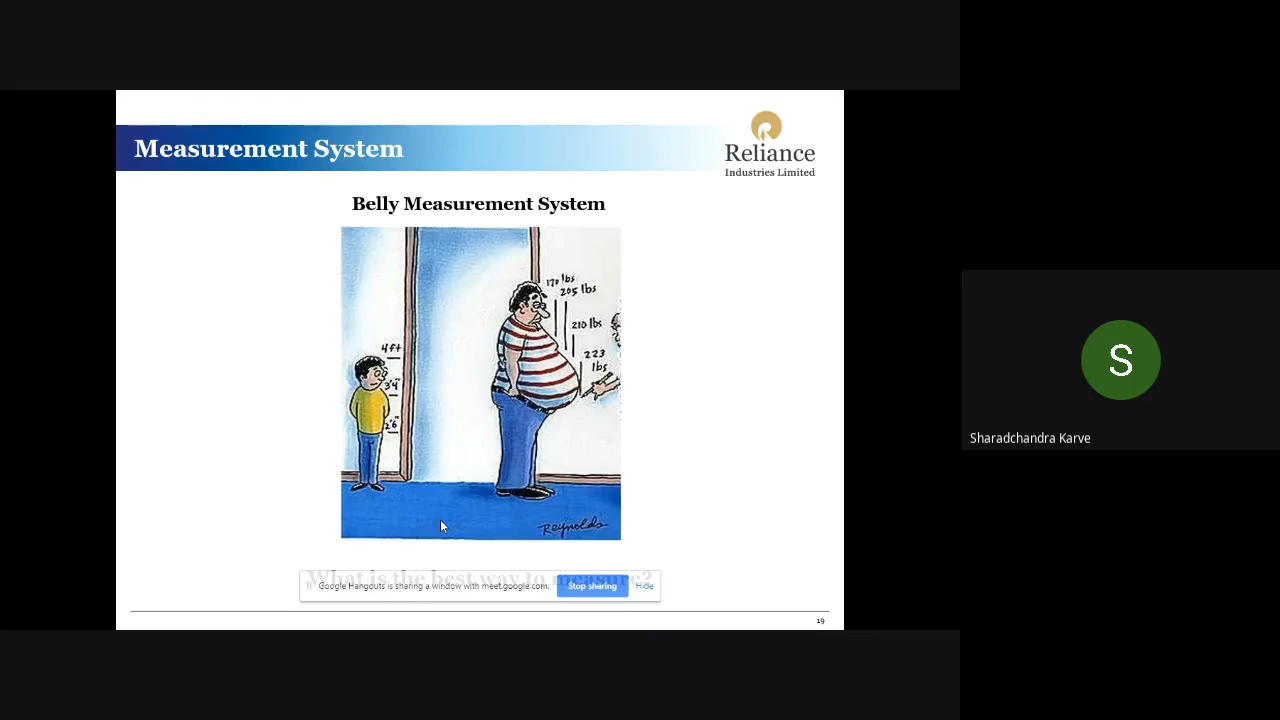 Measurement System
Reliance
Industries Limited
Belly Measurement System
170 lbs
205 lbs
210 lbs
223
lbs
4ft
3'4"
2'6"
Reynolds
What is the best way to measure?
Google Hangouts is sharing a window with meet.google.com.
Stop sharing
Hide
19
S
Sharadchandra Karve